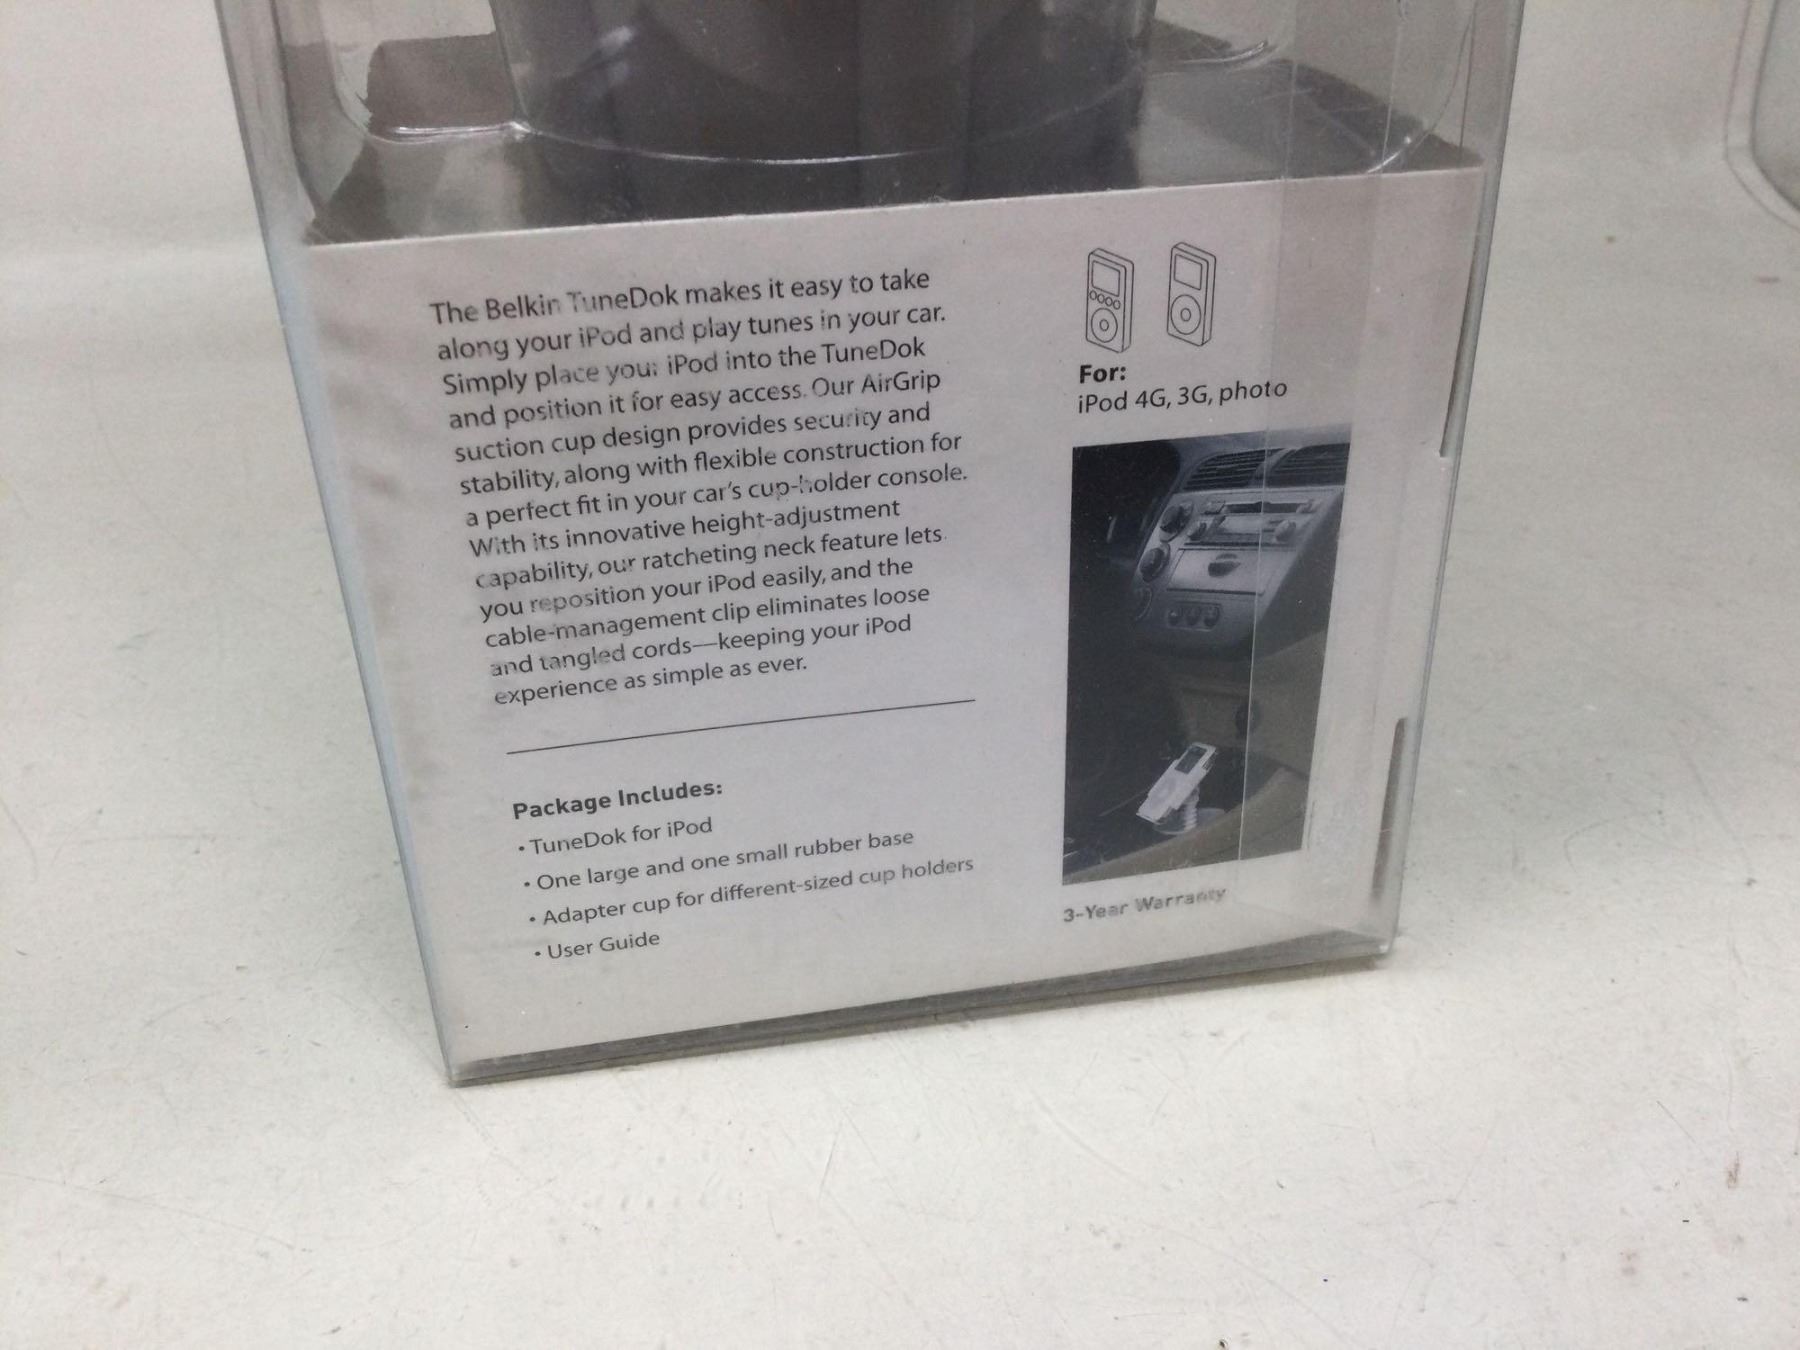 The Belkin TuneDok makes it easy to take
along your iPod and play tunes in your car.
Simply place your iPod into the TuneDok
and position it for easy access. Our AirGrip
suction cup design provides security and
stability, along with flexible construction for
a perfect fit in your car's cup-holder console.
With its innovative height-adjustment
capability, our ratcheting neck feature lets
you reposition your iPod easily, and the
cable-management clip eliminates loose
and tangled cords—keeping your iPod
experience as simple as ever.
Package Includes:
• TuneDok for iPod
• One large and one small rubber base
• Adapter cup for different-sized cup holders
• User Guide
For:
iPod 4G, 3G, photo
3-Year Warranty